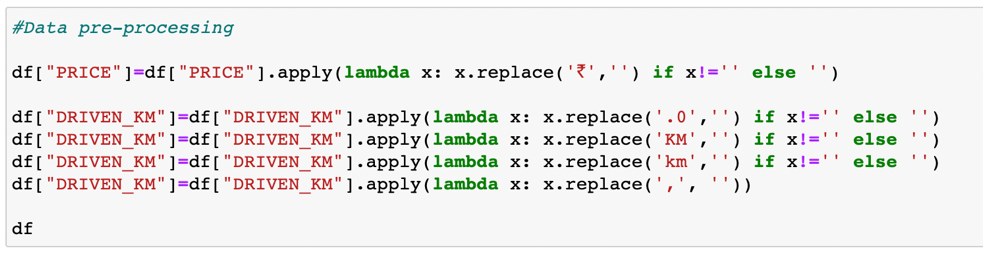 #Data pre-processing
df["PRICE"]=df["PRICE"].apply(lambda x: x.replace('₹','') if x!='' else '')
df["DRIVEN_KM"]=df["DRIVEN_KM"].apply(lambda x: x.replace('.0','') if x!='' else '')
df["DRIVEN_KM"]=df["DRIVEN_KM"].apply(lambda x: x.replace('KM','') if x!='' else '')
df["DRIVEN_KM"]=df["DRIVEN_KM"].apply(lambda x: x.replace('km','') if x!='' else '')
df["DRIVEN_KM"]=df["DRIVEN_KM"].apply(lambda x: x.replace(',', ''))
df